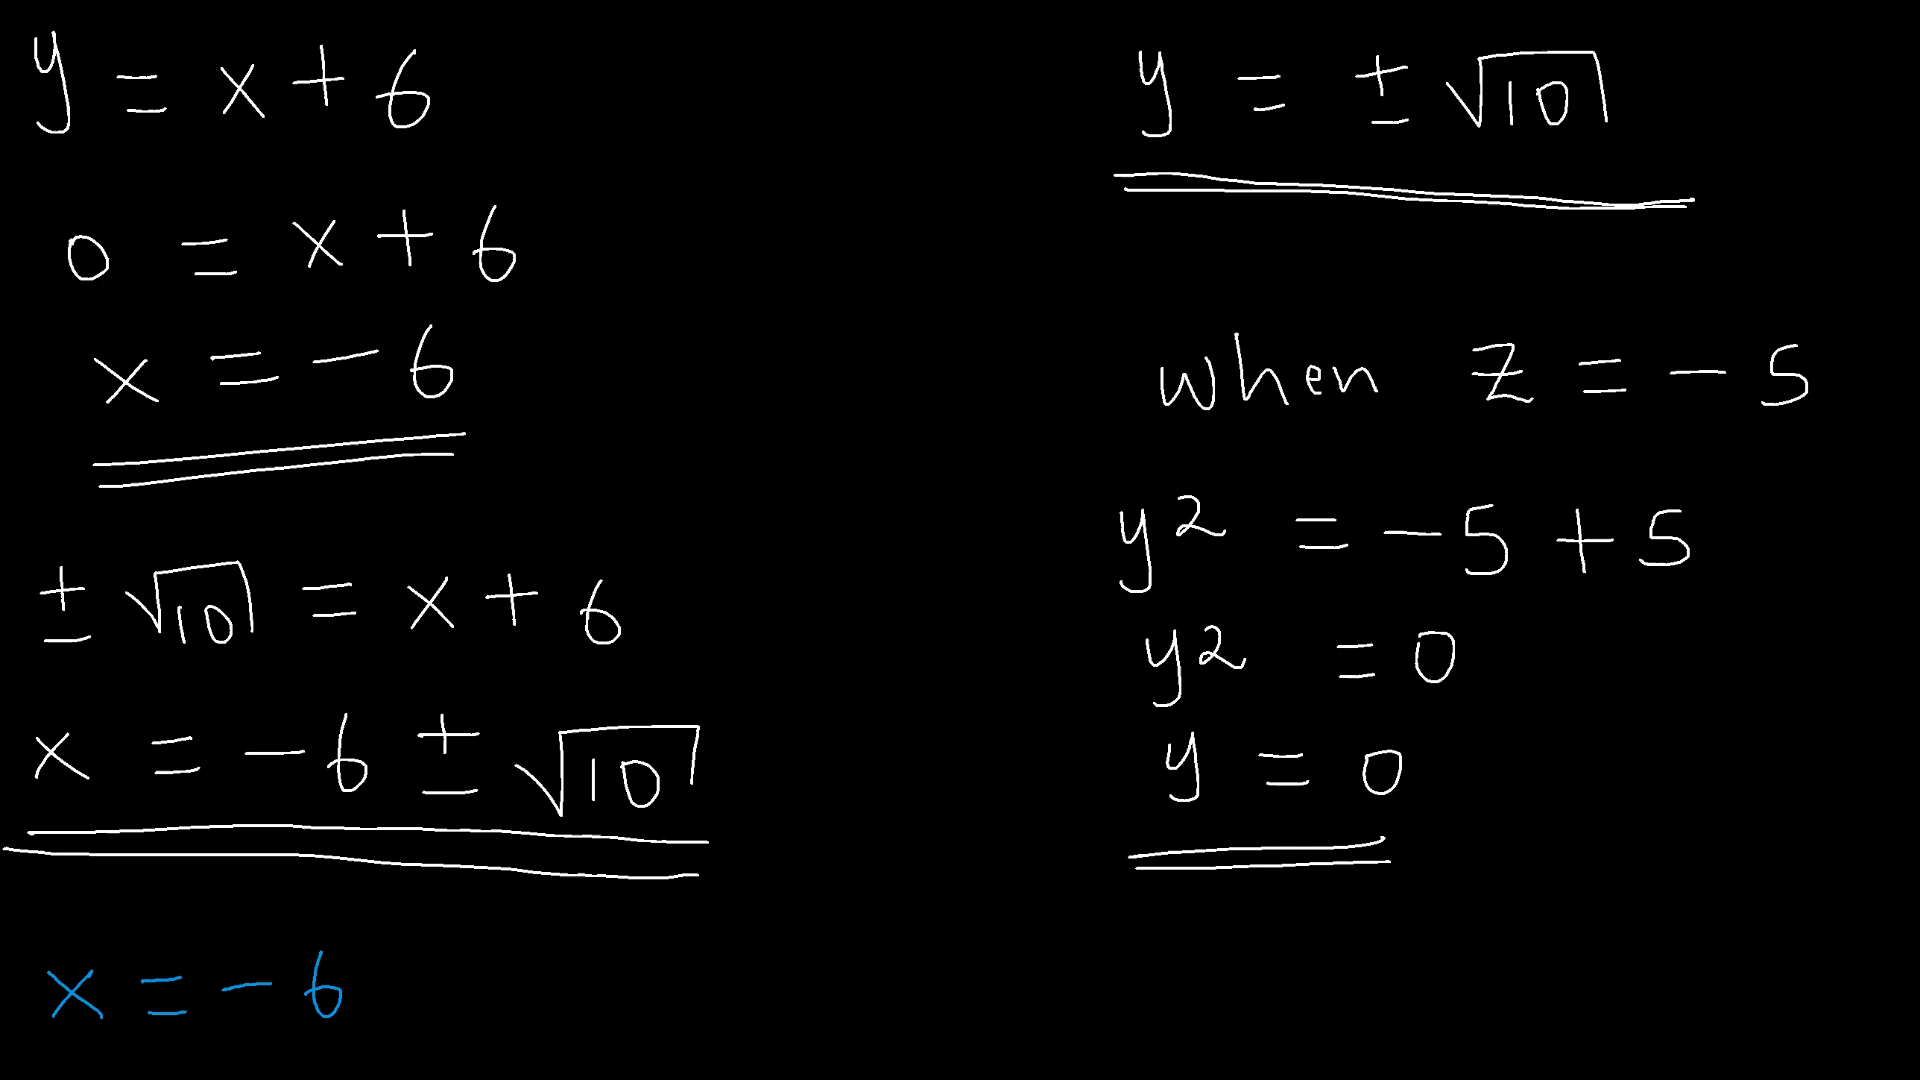 y = x + 6
0 = x + 6
x = - 6
± √10 = x + 6
x = - 6 ± √10
x = - 6
y = ± √10
when z = - 5
y² = - 5 + 5
y² = 0
y = 0